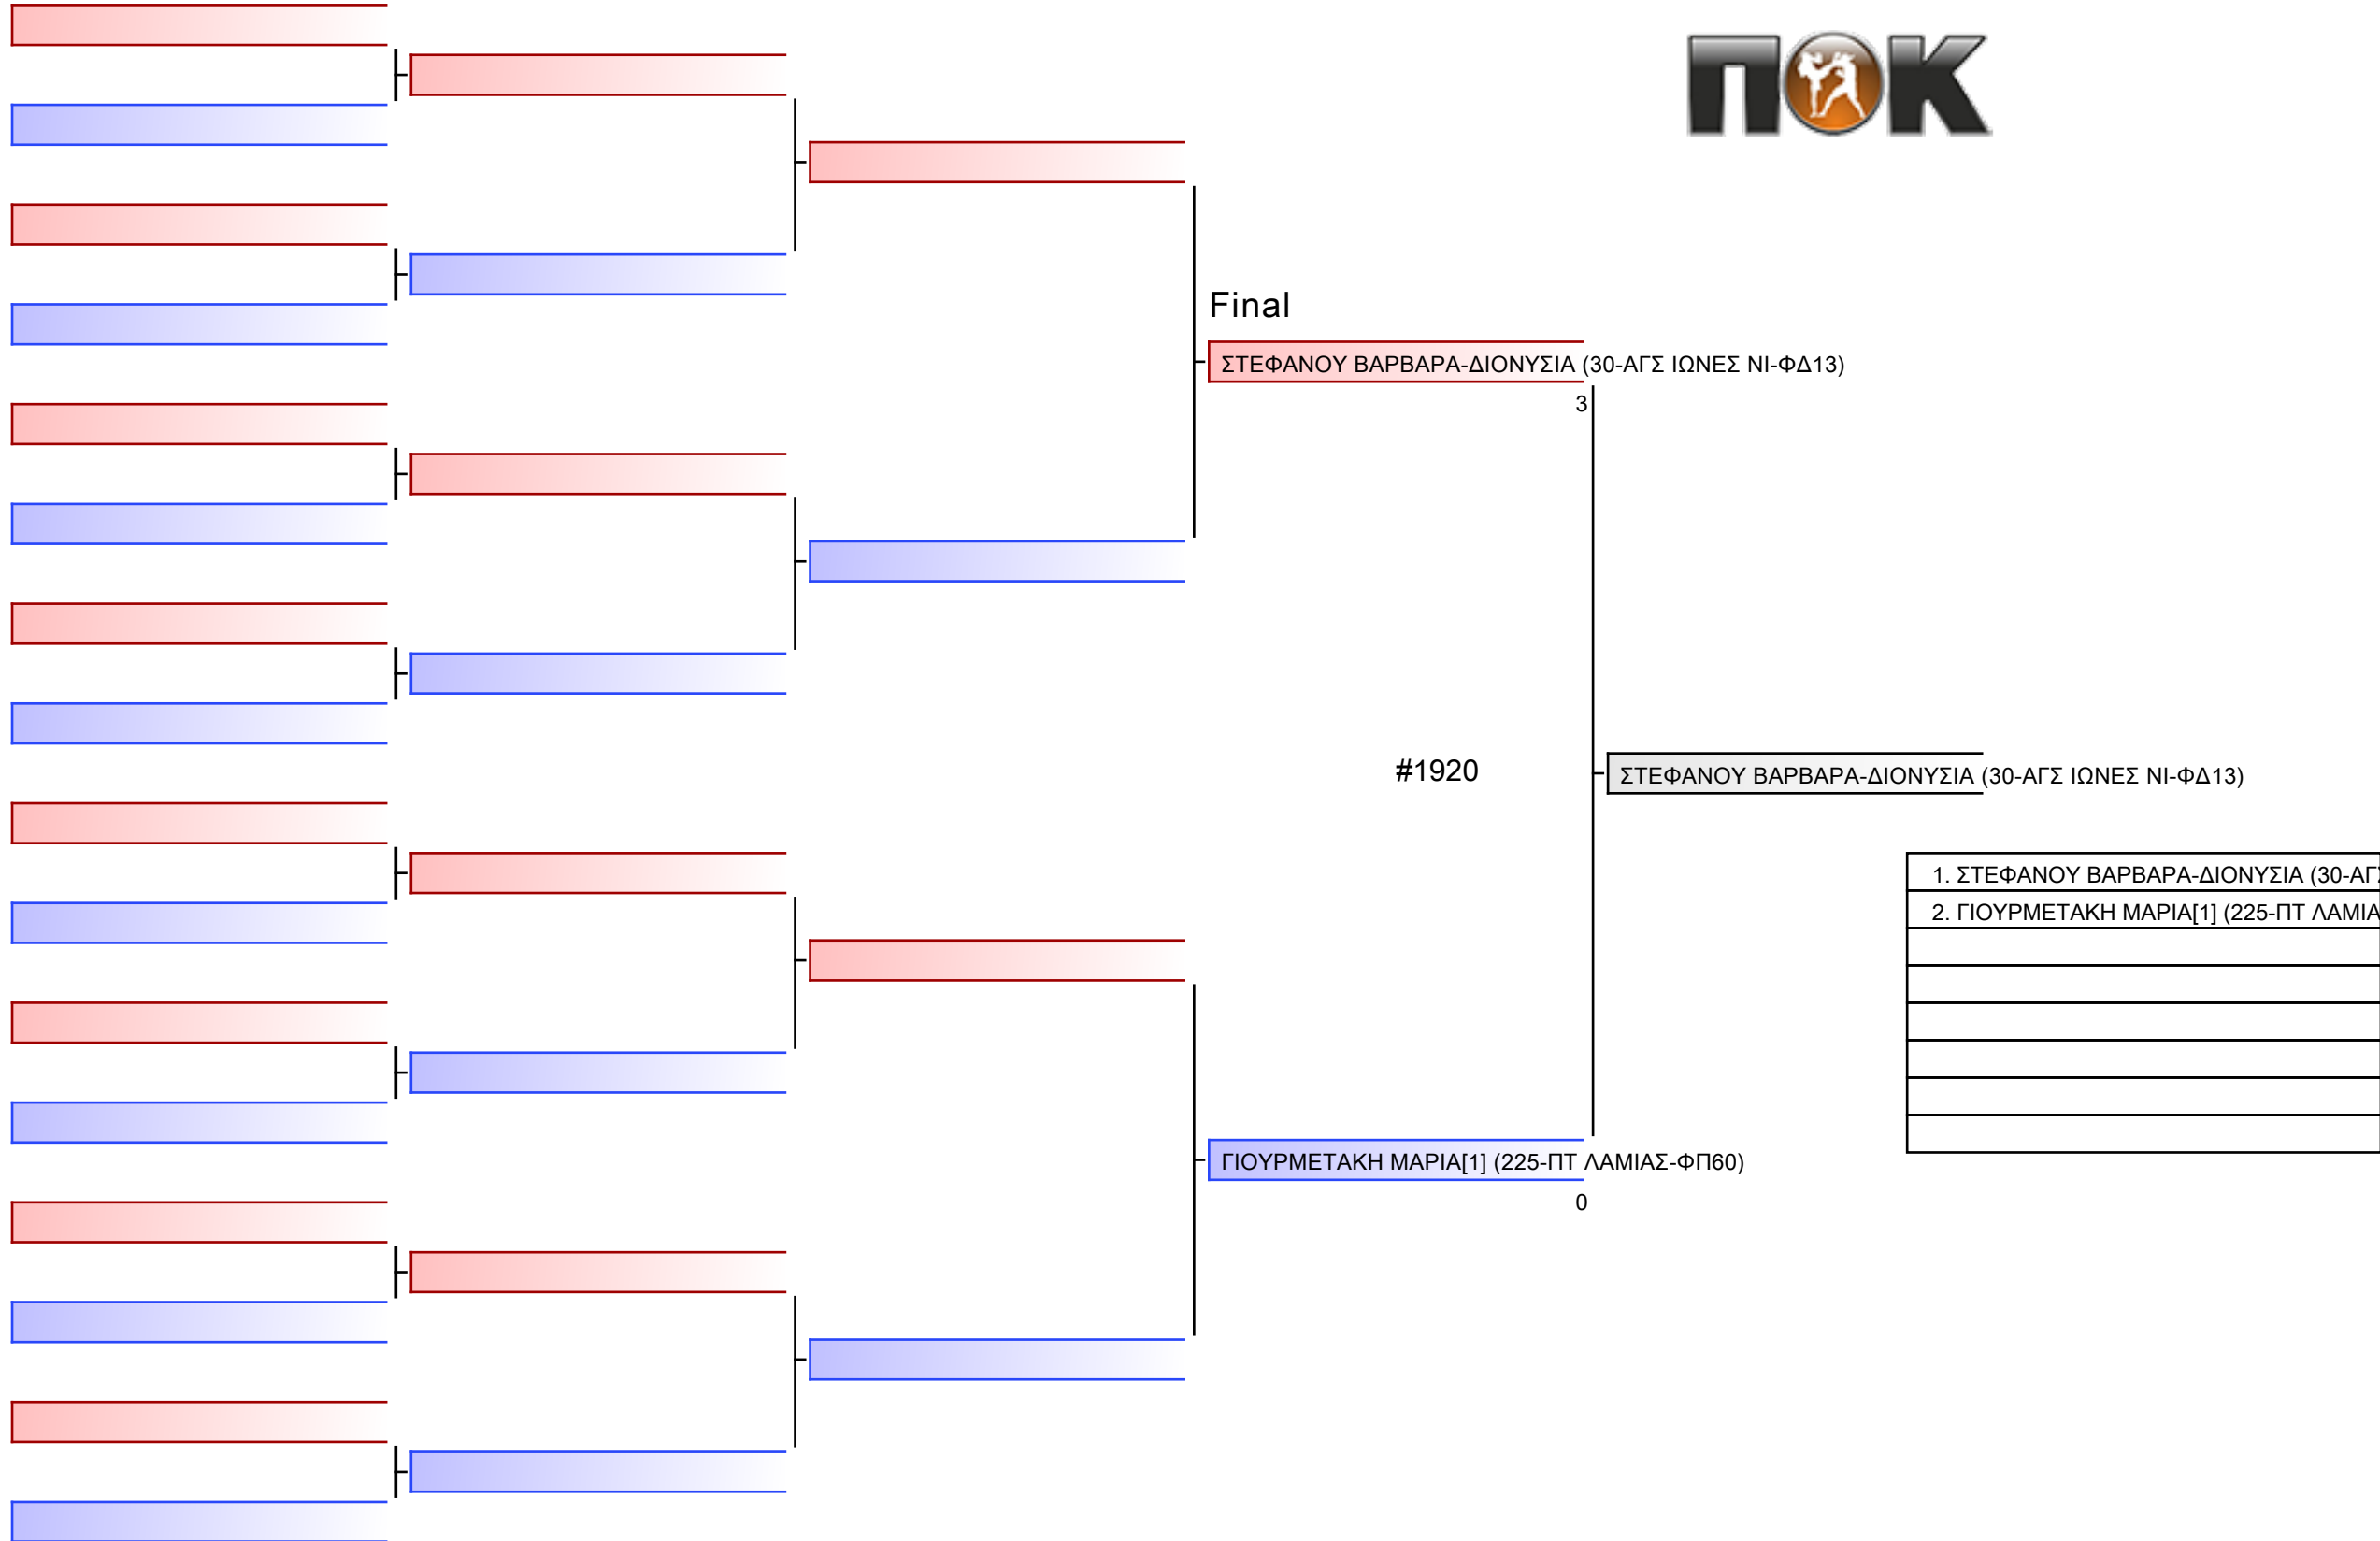 ΠΟΚ
Final
ΣΤΕΦΑΝΟΥ ΒΑΡΒΑΡΑ-ΔΙΟΝΥΣΙΑ (30-ΑΓΣ ΙΩΝΕΣ ΝΙ-ΦΔ13)
3
#1920
ΣΤΕΦΑΝΟΥ ΒΑΡΒΑΡΑ-ΔΙΟΝΥΣΙΑ (30-ΑΓΣ ΙΩΝΕΣ ΝΙ-ΦΔ13)
1. ΣΤΕΦΑΝΟΥ ΒΑΡΒΑΡΑ-ΔΙΟΝΥΣΙΑ (30-ΑΓΣ
2. ΓΙΟΥΡΜΕΤΑΚΗ ΜΑΡΙΑ[1] (225-ΠΤ ΛΑΜΙΑ
ΓΙΟΥΡΜΕΤΑΚΗ ΜΑΡΙΑ[1] (225-ΠΤ ΛΑΜΙΑΣ-ΦΠ60)
0